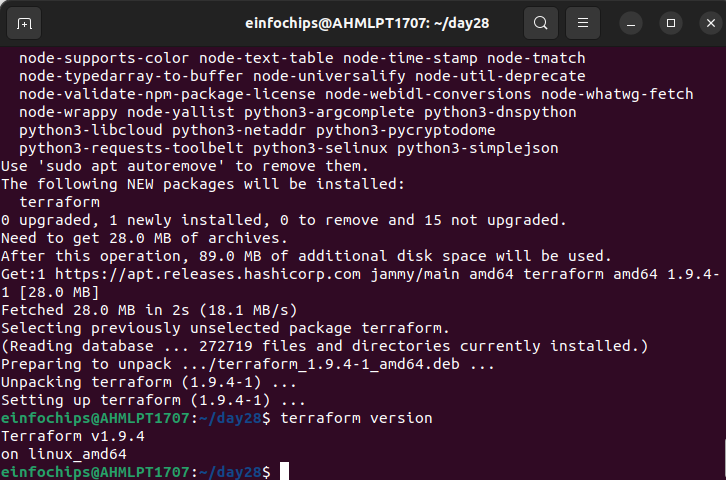 einfochips@AHMLPT1707: ~/day28
node-supports-color node-text-table node-time-stamp node-tmatch
node-typedarray-to-buffer node-universalify node-util-deprecate
node-validate-npm-package-license node-webidl-conversions node-whatwg-fetch
node-wrappy node-yallist python3-argcomplete python3-dnspython
python3-libcloud python3-netaddr python3-pycryptodome
python3-requests-toolbelt python3-selinux python3-simplejson
Use 'sudo apt autoremove' to remove them.
The following NEW packages will be installed:
terraform
0 upgraded, 1 newly installed, 0 to remove and 15 not upgraded.
Need to get 28.0 MB of archives.
After this operation, 89.0 MB of additional disk space will be used.
Get:1 https://apt.releases.hashicorp.com jammy/main amd64 terraform amd64 1.9.4-
1 [28.0 MB]
Fetched 28.0 MB in 2s (18.1 MB/s)
Selecting previously unselected package terraform.
(Reading database ... 272719 files and directories currently installed.)
Preparing to unpack .../terraform_1.9.4-1_amd64.deb ...
Unpacking terraform (1.9.4-1) ...
Setting up terraform (1.9.4-1) ...
einfochips@AHMLPT1707:~/day28$ terraform version
Terraform v1.9.4
on linux_amd64
einfochips@AHMLPT1707:~/day28$